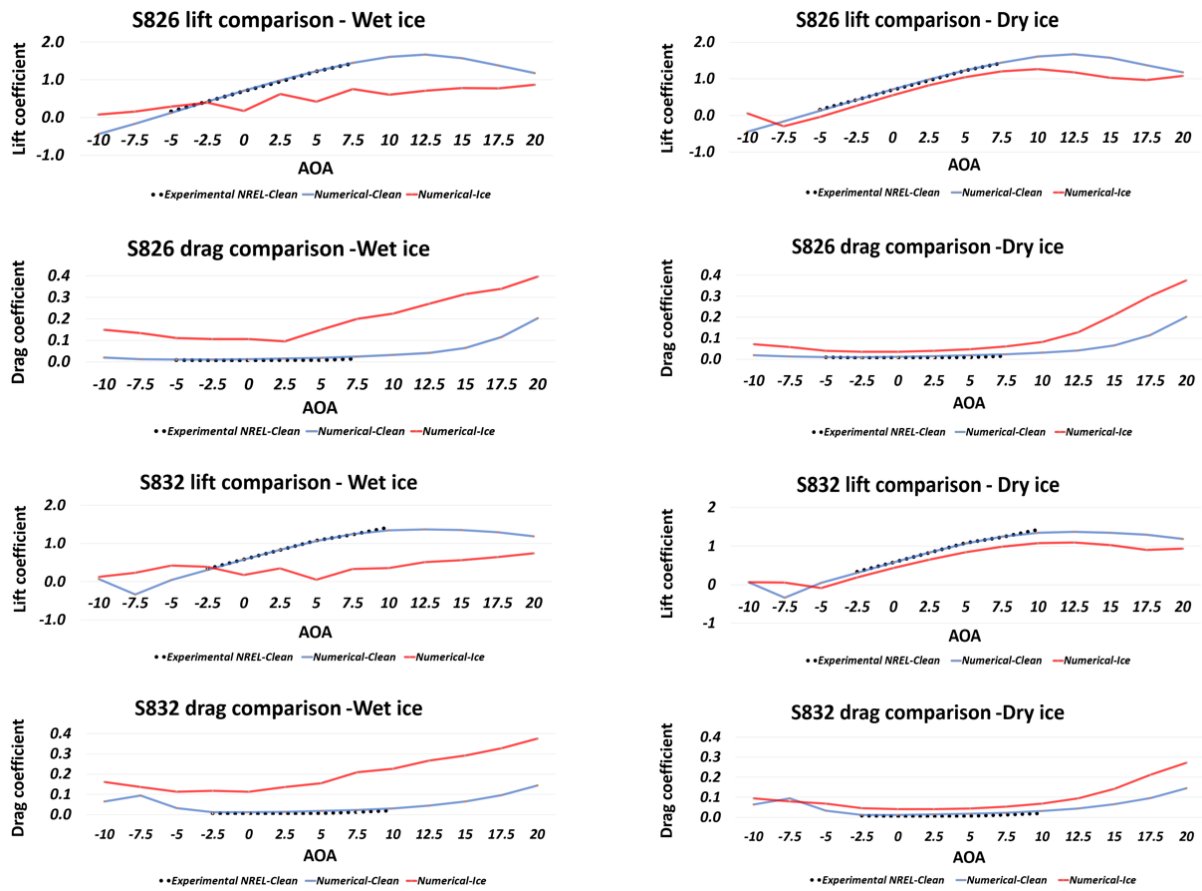 S826 lift comparison - Wet ice
Lift coefficient
2.0
1.0
0.0
-1.0
-10 -7.5 -5 -2.5 0 2.5 5 7.5 10 12.5 15 17.5 20
AOA
Experimental NREL-Clean Numerical-Clean Numerical-Ice
S826 lift comparison - Dry ice
Lift coefficient
2.0
1.0
0.0
-1.0
-10 -7.5 -5 -2.5 0 2.5 5 7.5 10 12.5 15 17.5 20
AOA
Experimental NREL-Clean Numerical-Clean Numerical-Ice
S826 drag comparison -Wet ice
Drag coefficient
0.4
0.3
0.2
0.1
0.0
-10 -7.5 -5 -2.5 0 2.5 5 7.5 10 12.5 15 17.5 20
AOA
Experimental NREL-Clean Numerical-Clean Numerical-Ice
S826 drag comparison -Dry ice
Drag coefficient
0.4
0.3
0.2
0.1
0.0
-10 -7.5 -5 -2.5 0 2.5 5 7.5 10 12.5 15 17.5 20
AOA
Experimental NREL-Clean Numerical-Clean Numerical-Ice
S832 lift comparison - Wet ice
Lift coefficient
2.0
1.0
0.0
-1.0
-10 -7.5 -5 -2.5 0 2.5 5 7.5 10 12.5 15 17.5 20
AOA
Experimental NREL-Clean Numerical-Clean Numerical-Ice
S832 lift comparison - Dry ice
Lift coefficient
2
1
0
-1
-10 -7.5 -5 -2.5 0 2.5 5 7.5 10 12.5 15 17.5 20
AOA
Experimental NREL-Clean Numerical-Clean Numerical-Ice
S832 drag comparison -Wet ice
Drag coefficient
0.4
0.3
0.2
0.1
0.0
-10 -7.5 -5 -2.5 0 2.5 5 7.5 10 12.5 15 17.5 20
AOA
Experimental NREL-Clean Numerical-Clean Numerical-Ice
S832 drag comparison -Dry ice
Drag coefficient
0.4
0.3
0.2
0.1
0.0
-10 -7.5 -5 -2.5 0 2.5 5 7.5 10 12.5 15 17.5 20
AOA
Experimental NREL-Clean Numerical-Clean Numerical-Ice